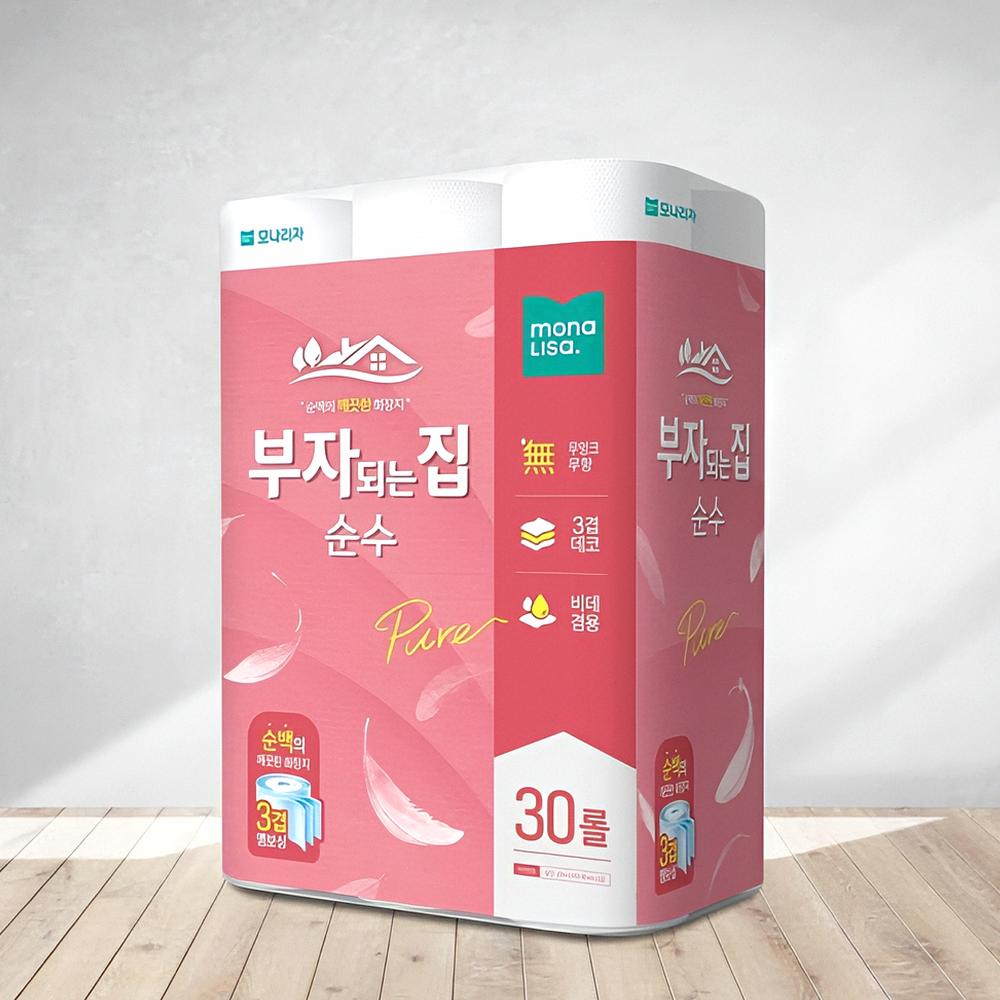 모나리자
모나리자
mona
LISa.
순백의 깨끗한 화장지
부자되는집
순수
Pure
無
무잉크
무향
3겹
데코
비데
겸용
순백의
깨끗한 화장지
3겹
엠보싱
30롤
부자되는집
순수
Pure
순백의
3겹
엠보싱